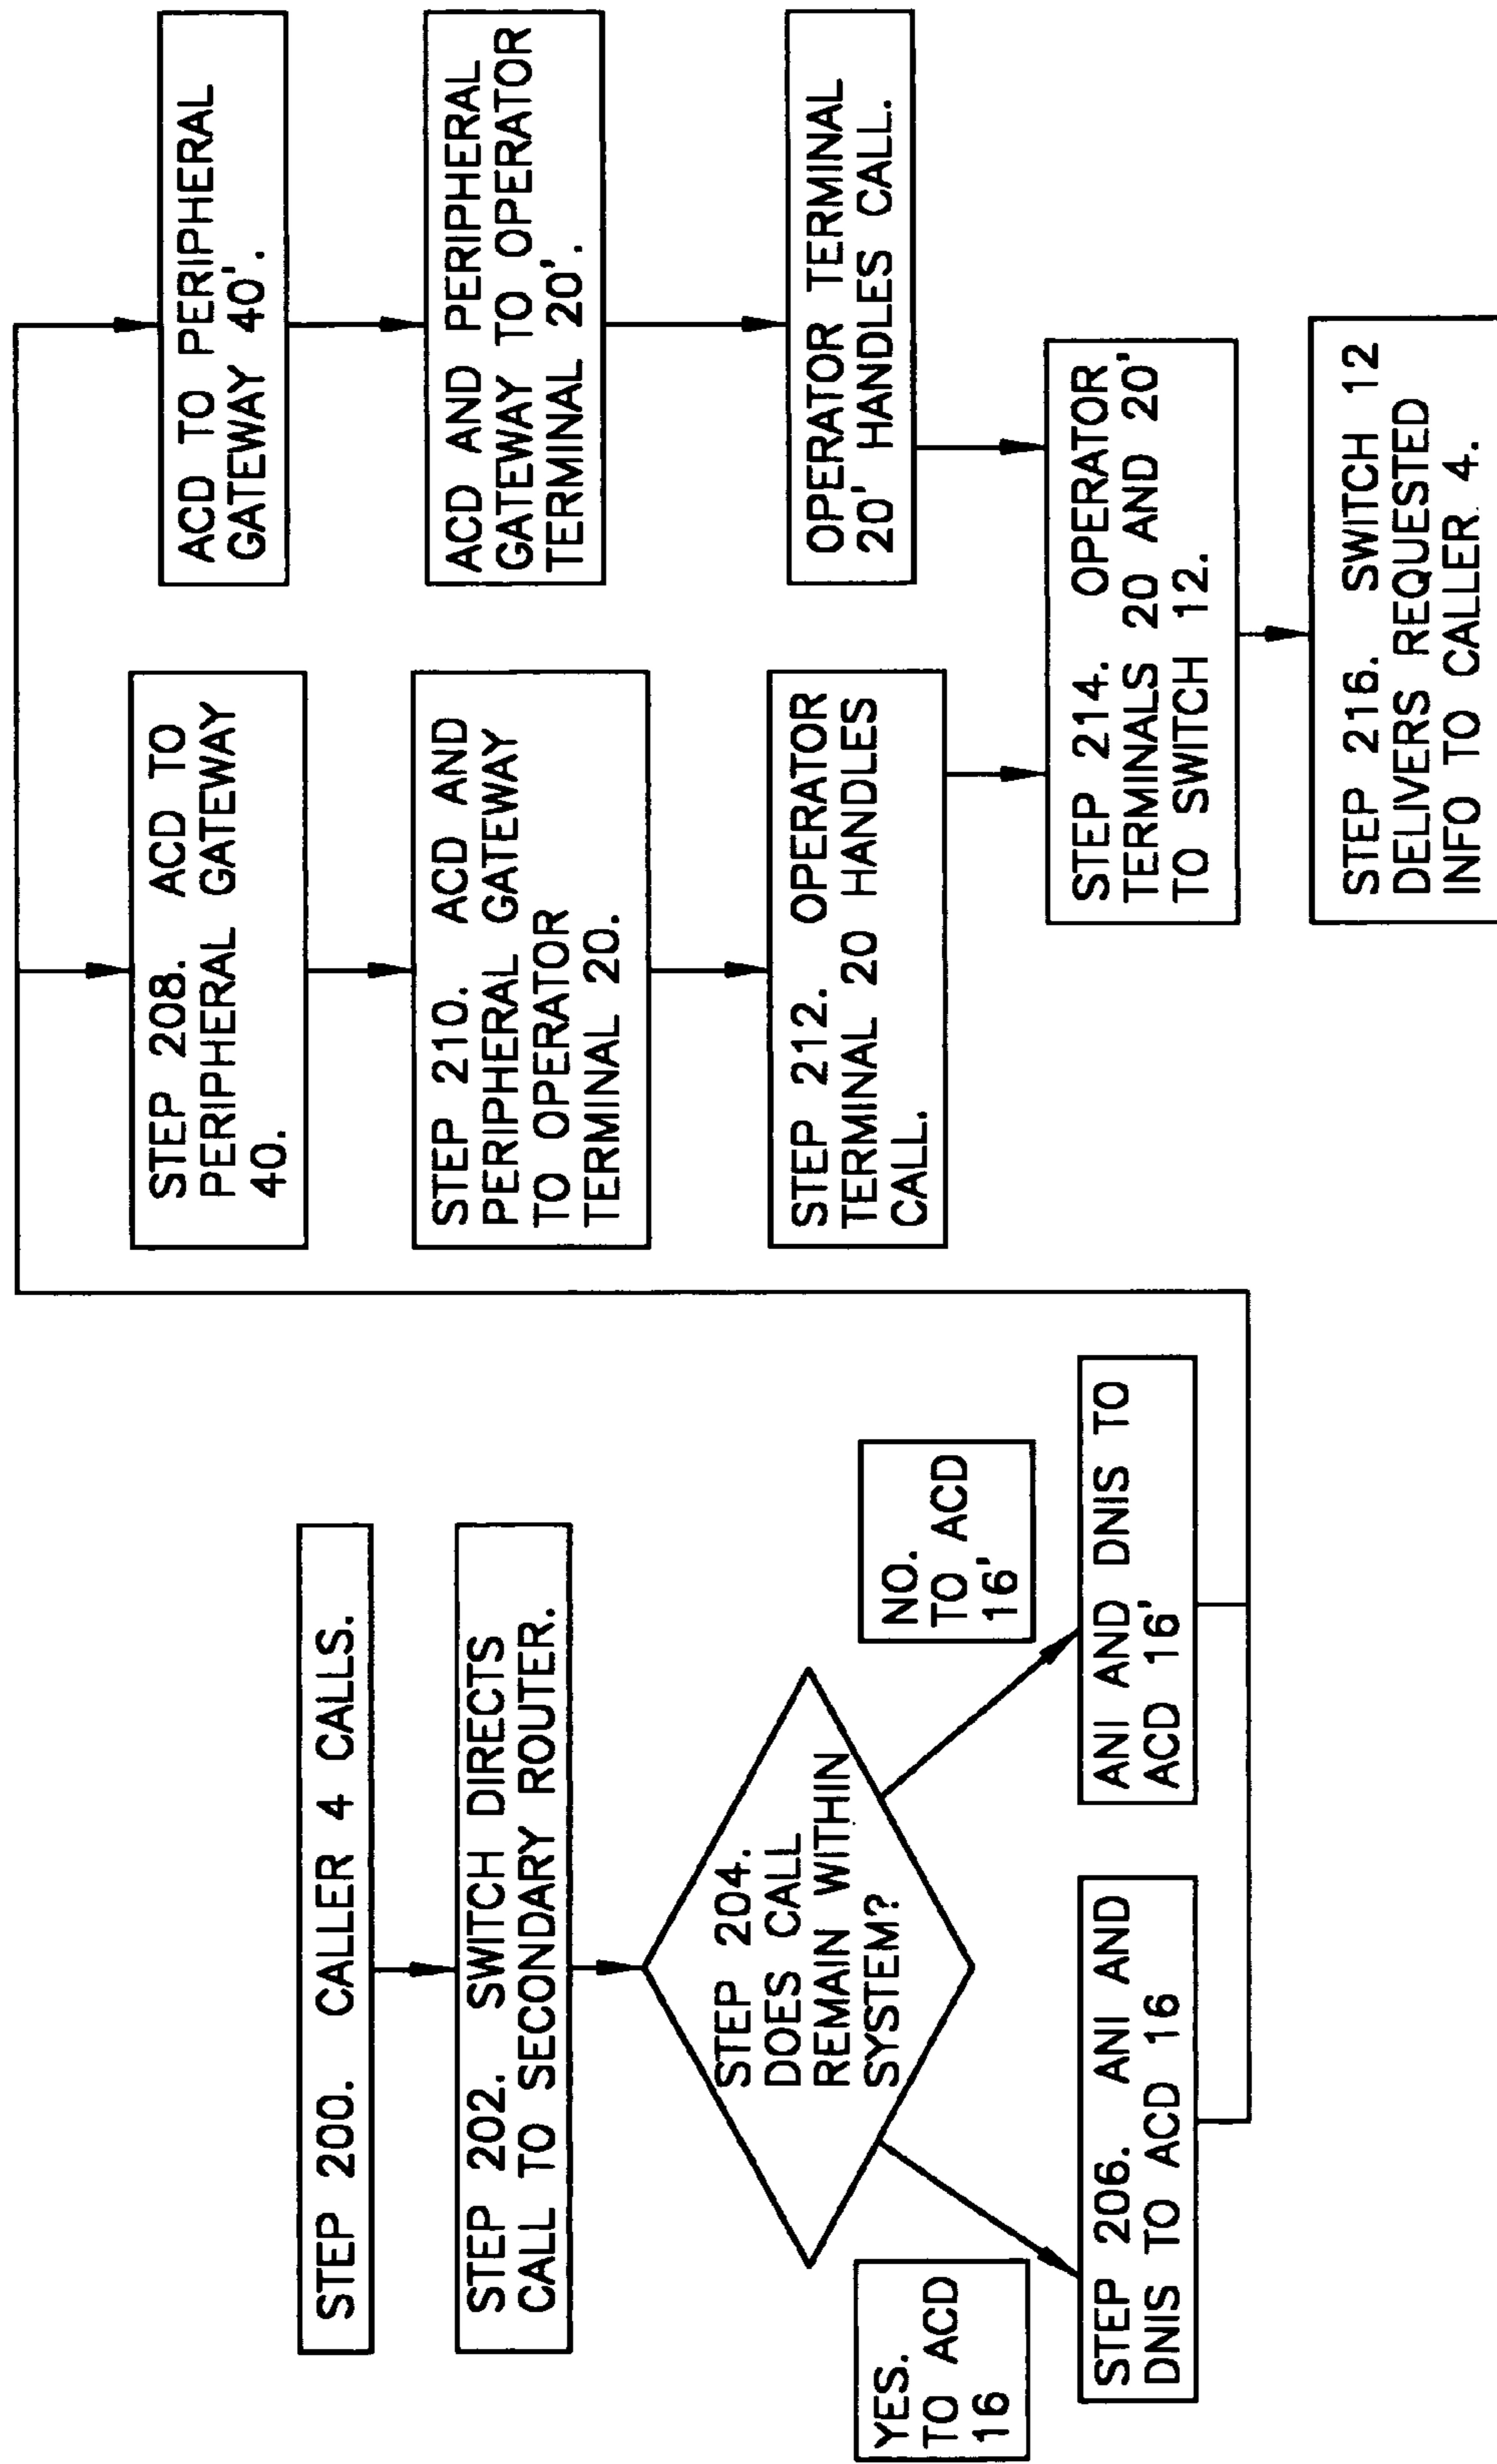 STEP 200. CALLER 4 CALLS.
STEP 202. SWITCH DIRECTS
CALL TO SECONDARY ROUTER.
STEP 204.
DOES CALL
REMAIN WITHIN
SYSTEM?
YES.
TO ACD
16
NO.
TO ACD
16'
STEP 206. ANI AND
DNIS TO ACD 16
ANI AND DNIS TO
ACD 16'
STEP 208. ACD TO
PERIPHERAL GATEWAY
40.
ACD TO PERIPHERAL
GATEWAY 40'.
STEP 210. ACD AND
PERIPHERAL GATEWAY
TO OPERATOR
TERMINAL 20.
ACD AND PERIPHERAL
GATEWAY TO OPERATOR
TERMINAL 20'.
STEP 212. OPERATOR
TERMINAL 20 HANDLES
CALL.
OPERATOR TERMINAL
20' HANDLES CALL.
STEP 214. OPERATOR
TERMINALS 20 AND 20'
TO SWITCH 12.
STEP 216. SWITCH 12
DELIVERS REQUESTED
INFO TO CALLER 4.